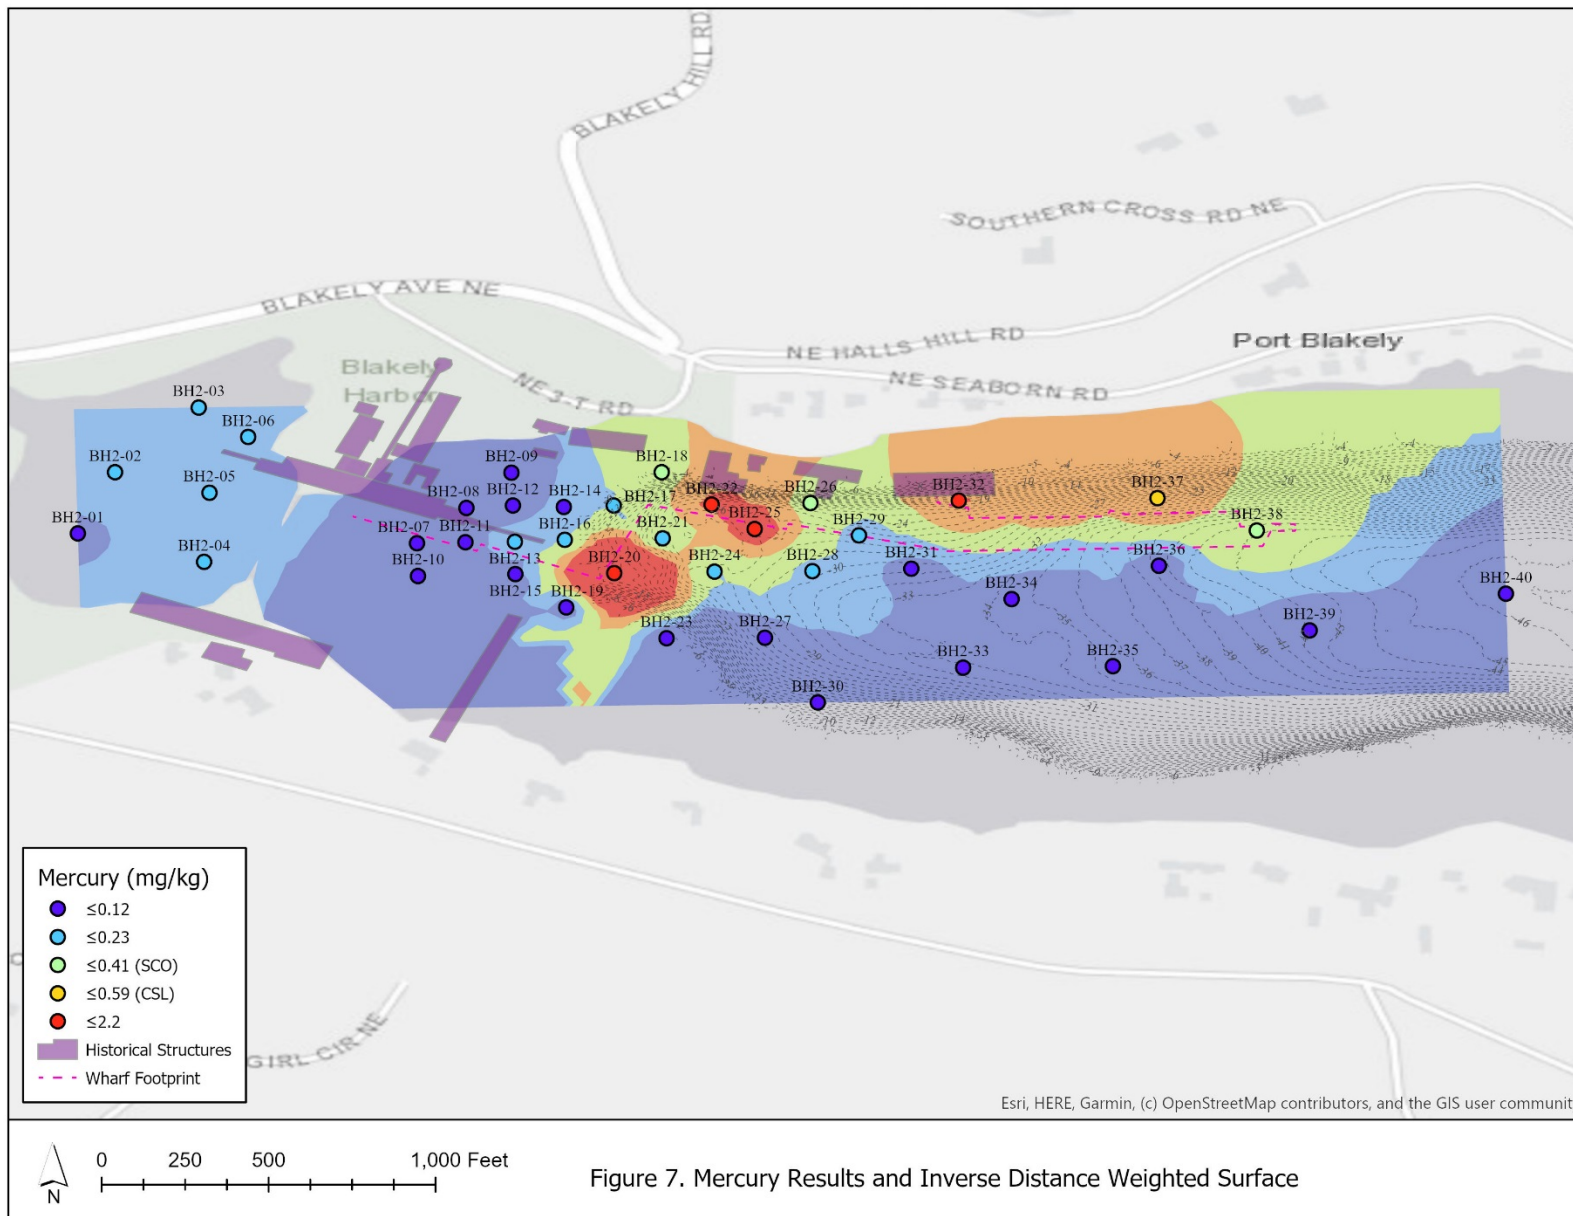 BLAKELY HILL RD
SOUTHERN CROSS RD NE
BLAKELY AVE NE
NE HALLS HILL RD
Port Blakely
Blakely
Harbor
NE 3-T RD
NE SEABORN RD
BH2-03
BH2-06
BH2-02
BH2-05
BH2-01
BH2-04
BH2-09
BH2-08
BH2-12
BH2-14
BH2-07
BH2-11
BH2-16
BH2-10
BH2-13
BH2-15
BH2-19
BH2-18
BH2-17
BH2-22
BH2-26
BH2-21
BH2-25
BH2-29
BH2-20
BH2-24
BH2-28
BH2-31
BH2-23
BH2-27
BH2-30
BH2-32
BH2-37
BH2-38
BH2-34
BH2-36
BH2-33
BH2-35
BH2-39
BH2-40
GIRL CIR NE
Mercury (mg/kg)
≤0.12
≤0.23
≤0.41 (SCO)
≤0.59 (CSL)
≤2.2
Historical Structures
Wharf Footprint
Esri, HERE, Garmin, (c) OpenStreetMap contributors, and the GIS user communit
N
0 250 500 1,000 Feet
Figure 7. Mercury Results and Inverse Distance Weighted Surface